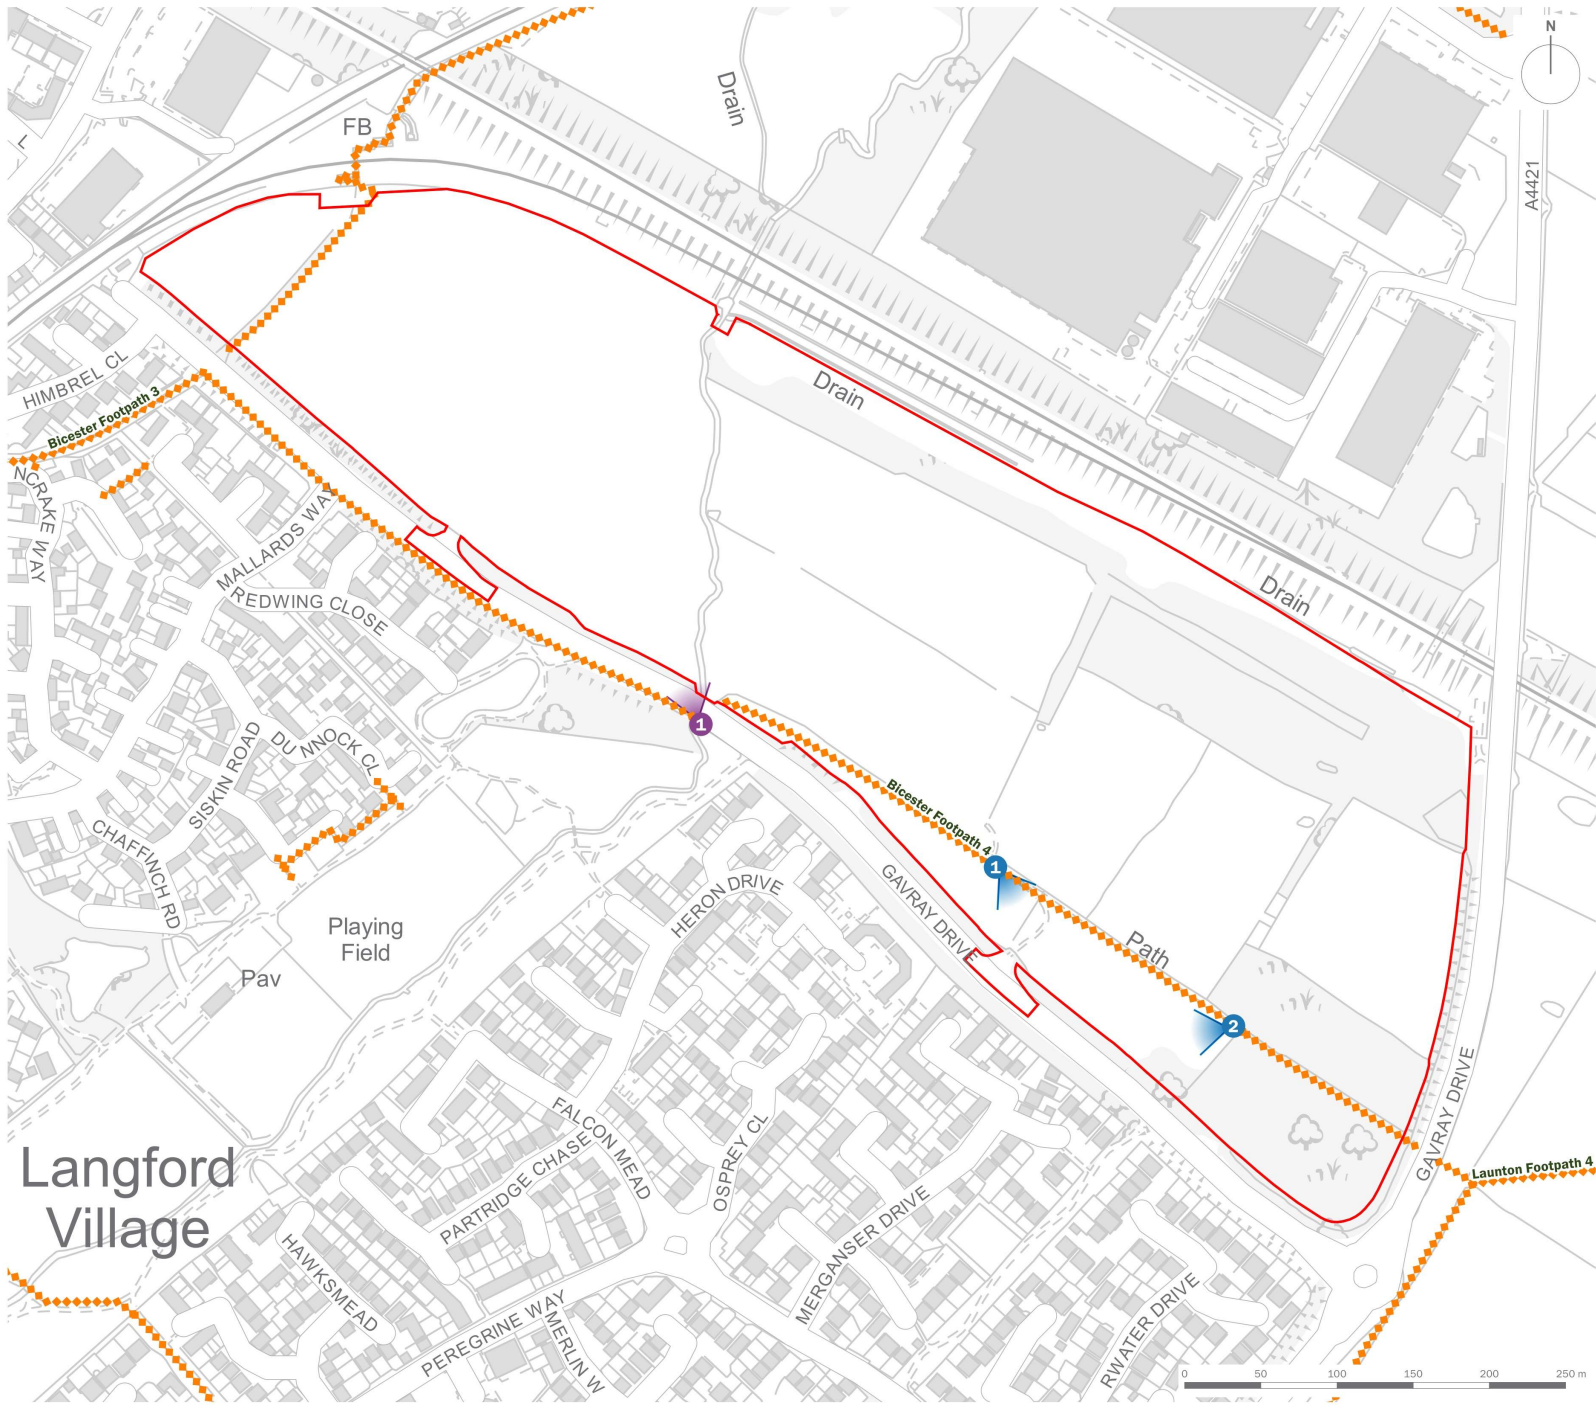 N
FB
Drain
A4421
L
HIMBREL CL
Bicester Footpath 3
Drain
NCRAKE WAY
MALLARDS WAY
REDWING CLOSE
Drain
1
SISKIN ROAD
DUNNOCK CL
CHAFFINCH RD
Bicester Footpath 4
1
GAVRAY DRIVE
HERON DRIVE
Playing
Field
Pav
Path
2
GAVRAY DRIVE
Launton Footpath 4
FALCON MEAD
PARTRIDGE CHASE
OSPREY CL
Langford
Village
MERGANSER DRIVE
HAWKSMEAD
PEREGRINE WAY
MERLIN W
RWATER DRIVE
0 50 100 150 200 250 m